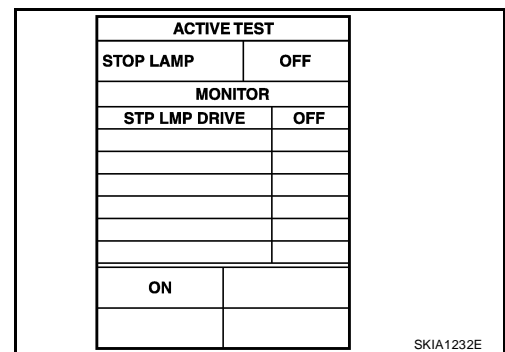 ACTIVE TEST
STOP LAMP OFF
MONITOR
STP LMP DRIVE OFF
ON
SKIA1232E